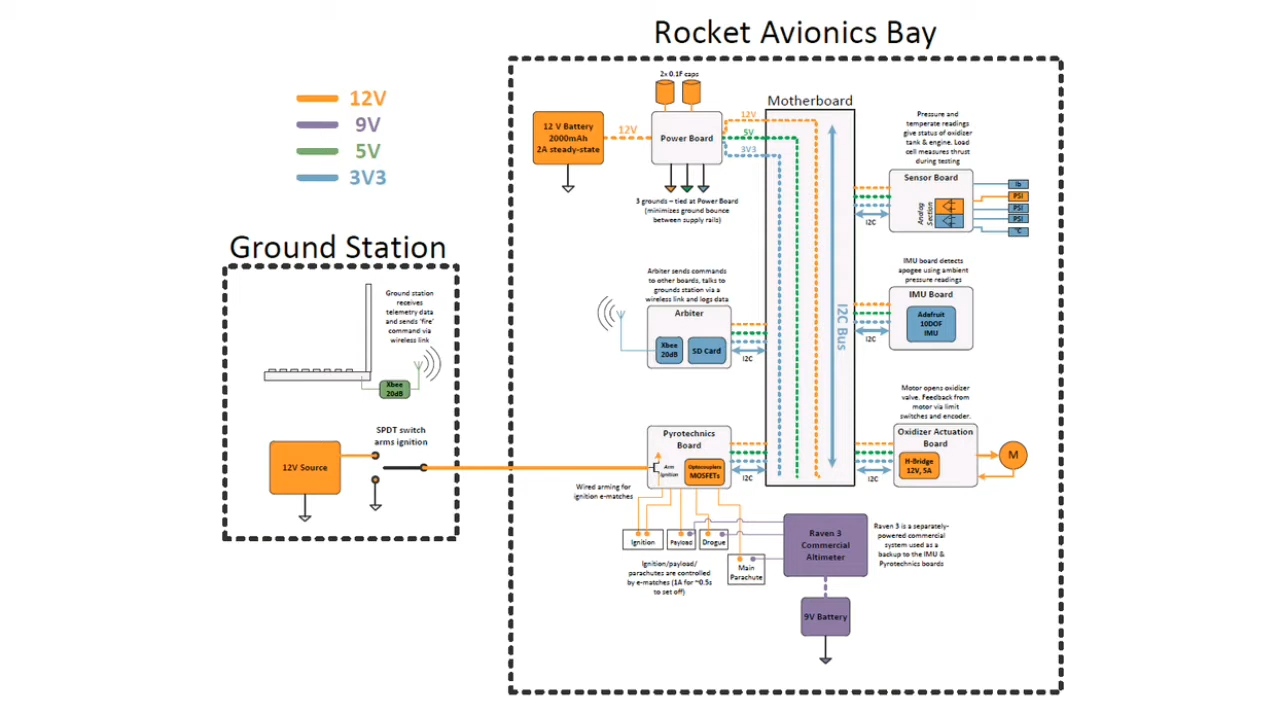 Rocket Avionics Bay
12V
9V
5V
3V3
2x 0.1F caps
12 V Battery
2000mAh
2A steady-state
12V
Power Board
12V
5V
3V3
Motherboard
3 grounds – tied at Power Board
(minimizes ground bounce
between supply rails)
Pressure and
temperate readings
give status of oxidizer
tank & engine. Load
cell measures thrust
during testing
Sensor Board
Analog
Section
lb
PSI
PSI
PSI
°C
I2C
Ground Station
Ground station
receives
telemetry data
and sends 'fire'
command via
wireless link
Xbee
20dB
SPDT switch
arms ignition
12V Source
Arbiter sends commands
to other boards, talks to
grounds station via a
wireless link and logs data
Arbiter
Xbee
20dB
SD Card
I2C
I2C Bus
IMU board detects
apogee using ambient
pressure readings
IMU Board
Adafruit
10DOF
IMU
I2C
Motor opens oxidizer
valve. Feedback from
motor via limit
switches and encoder.
Oxidizer Actuation
Board
H-Bridge
12V, 5A
M
I2C
Pyrotechnics
Board
Arm
Ignition
Optocouplers
MOSFETs
I2C
Wired arming for
ignition e-matches
Ignition
Payload
Drogue
Main
Parachute
Ignition/payload/
parachutes are controlled
by e-matches (1A for ~0.5s
to set off)
Raven 3
Commercial
Altimeter
Raven 3 is a separately-
powered commercial
system used as a
backup to the IMU &
Pyrotechnics boards
9V Battery